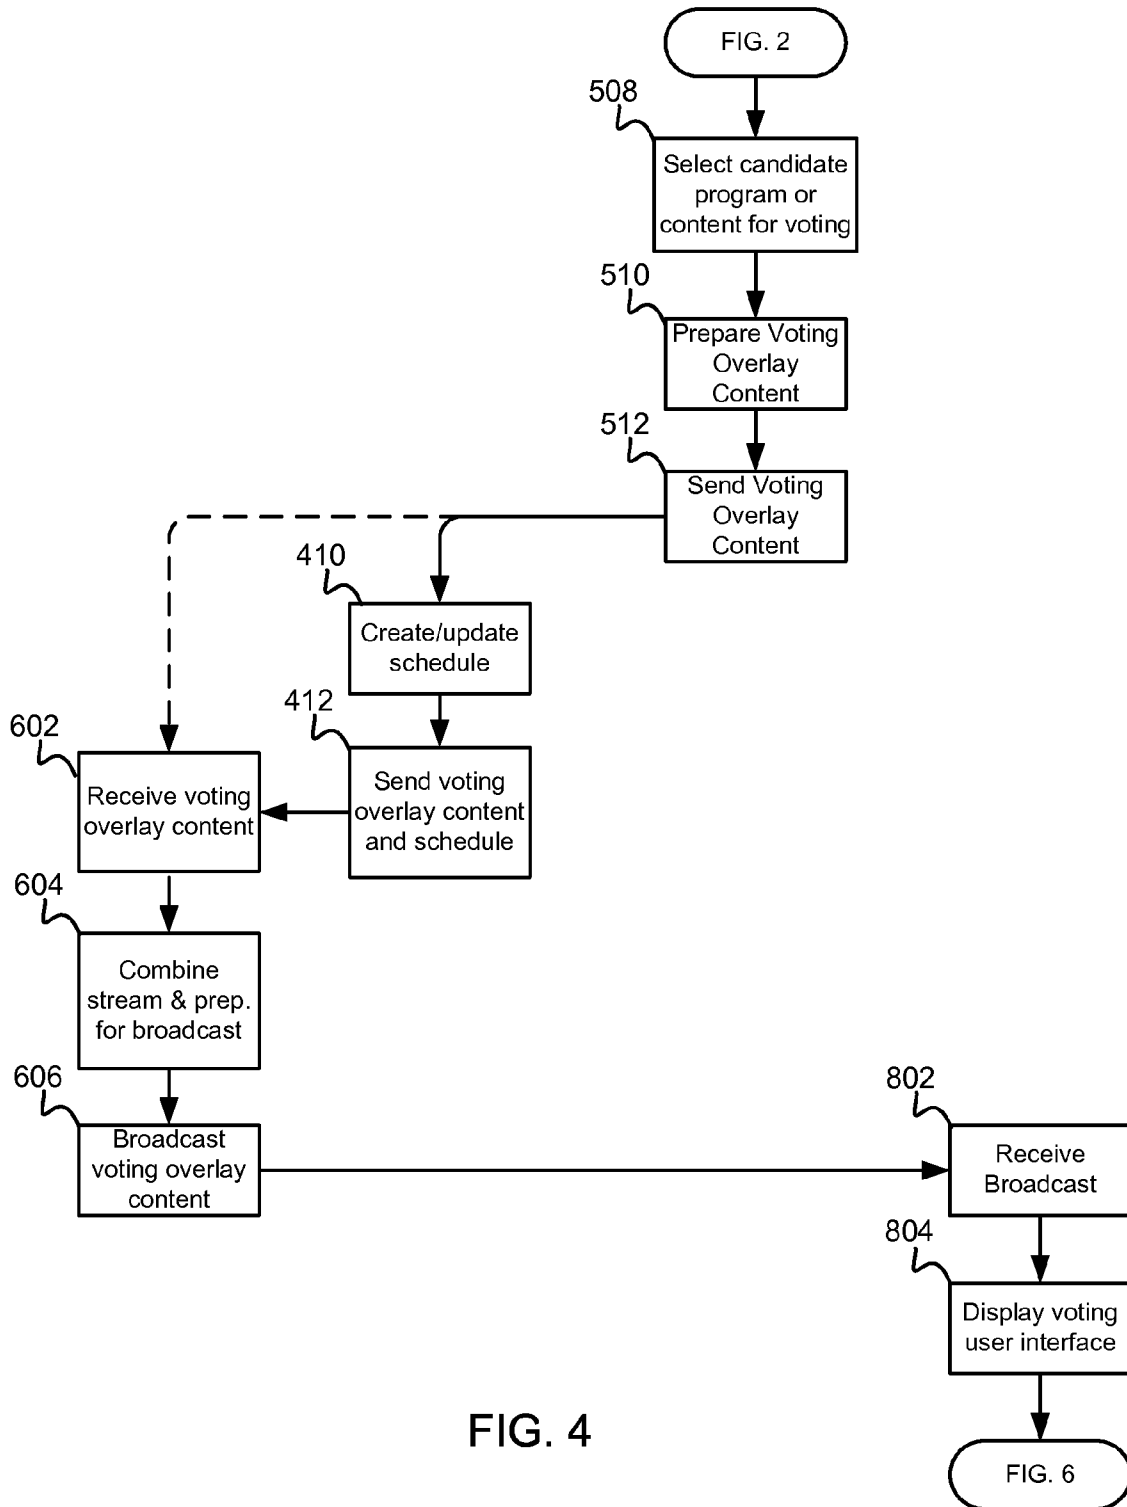 FIG. 2
508
Select candidate
program or
content for voting
510
Prepare Voting
Overlay
Content
512
Send Voting
Overlay
Content
410
Create/update
schedule
412
Send voting
overlay content
and schedule
602
Receive voting
overlay content
604
Combine
stream & prep.
for broadcast
606
Broadcast
voting overlay
content
802
Receive
Broadcast
804
Display voting
user interface
FIG. 6
FIG. 4